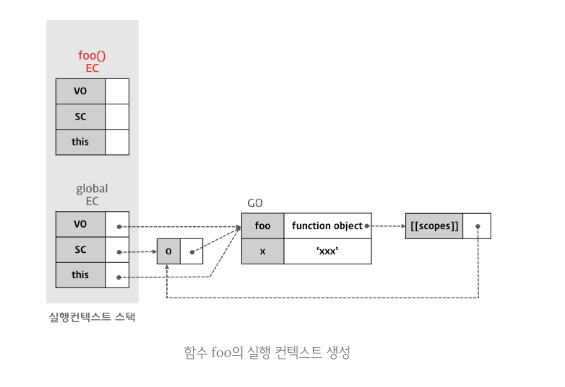 foo()
EC
VO
SC
this
global
EC
VO
SC
this
0
GO
foo function object
x ‘xxx’
[[scopes]]
실행컨텍스트 스택
함수 foo의 실행 컨텍스트 생성